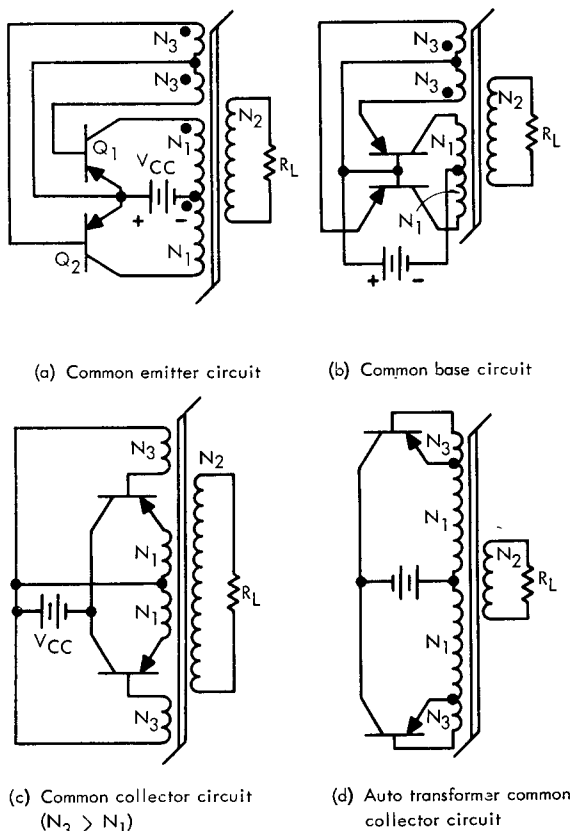 N3
N3
Q1
N1
VCC
+ -
N1
Q2
N2
RL
(a) Common emitter circuit
N3
N3
N1
N1
+ -
N2
RL
(b) Common base circuit
N3
N1
N1
VCC
N3
N2
RL
(c) Common collector circuit
(N3 > N1)
N3
N1
N1
N3
N2
RL
(d) Auto transformer common
collector circuit